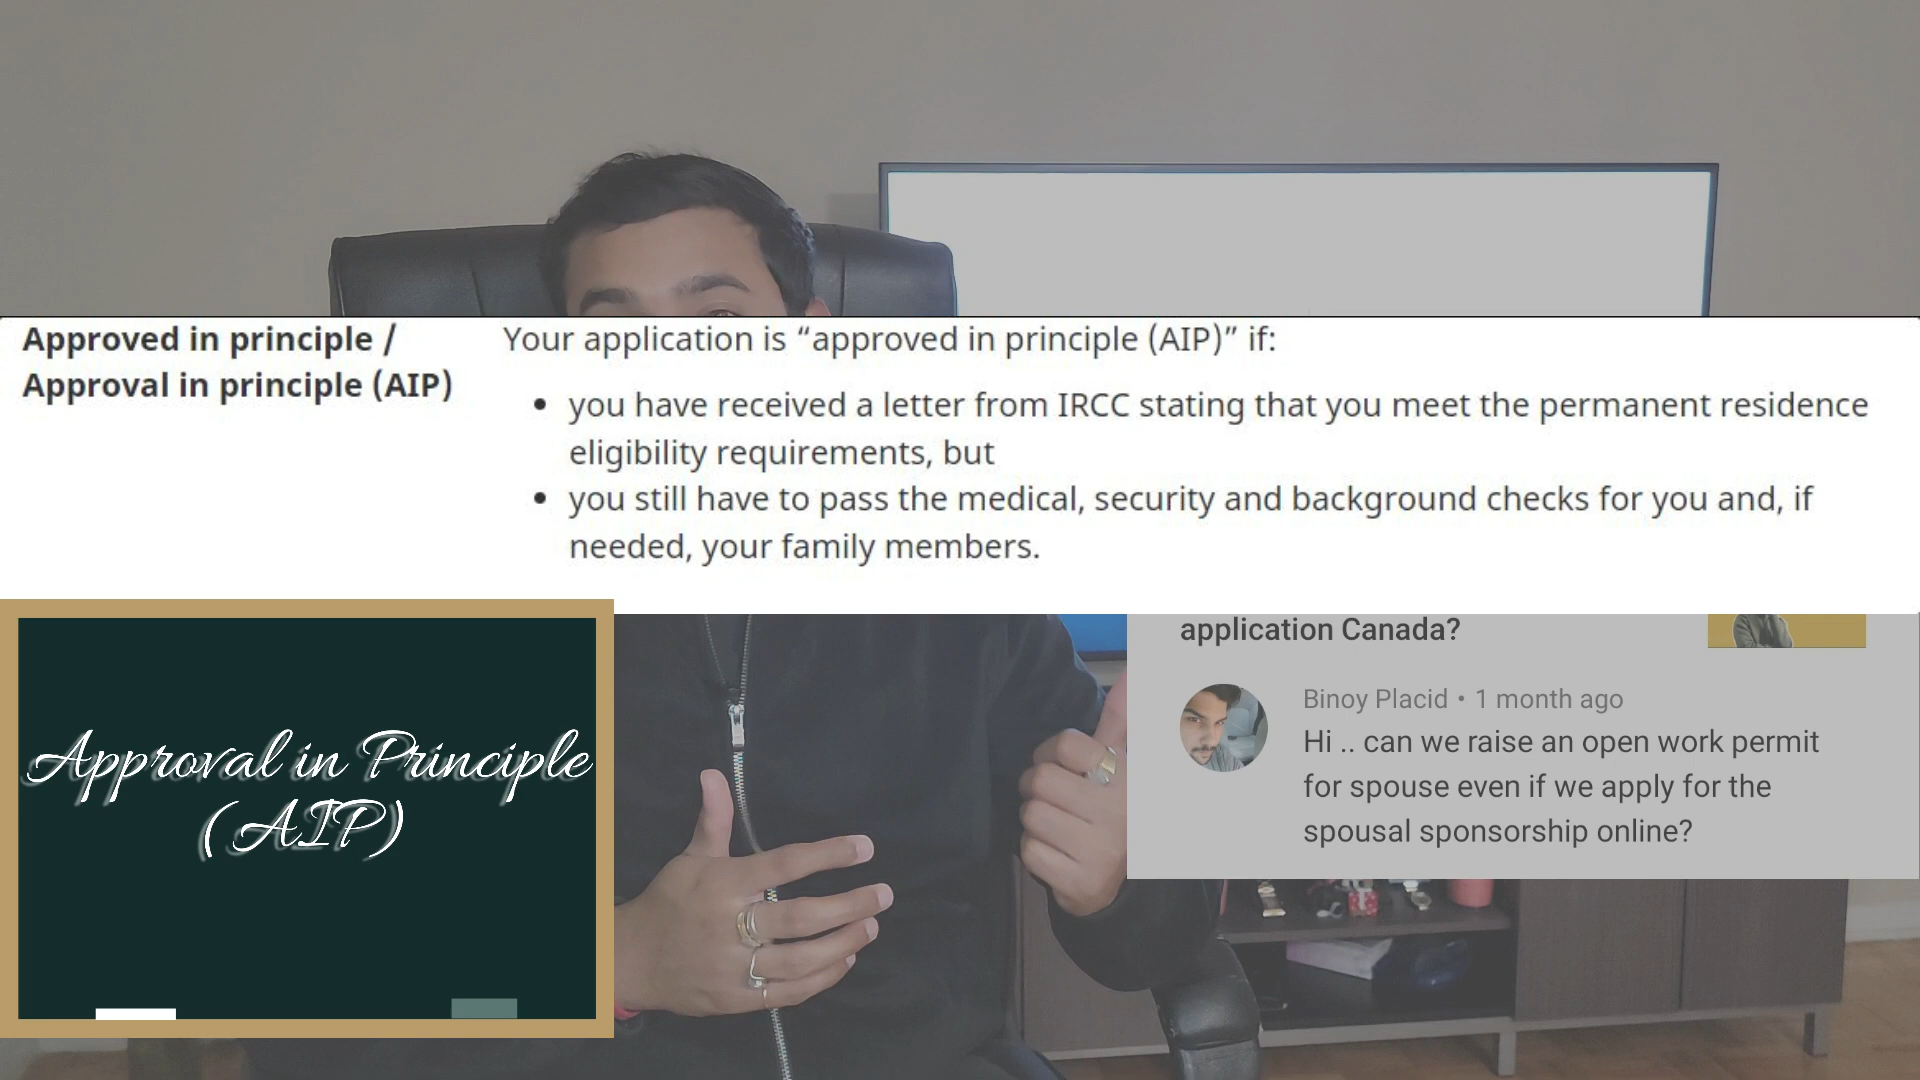 Approved in principle /
Approval in principle (AIP)
Your application is “approved in principle (AIP)” if:
• you have received a letter from IRCC stating that you meet the permanent residence
eligibility requirements, but
• you still have to pass the medical, security and background checks for you and, if
needed, your family members.
Approval in Principle
(AIP)
application Canada?
Binoy Placid • 1 month ago
Hi .. can we raise an open work permit
for spouse even if we apply for the
spousal sponsorship online?